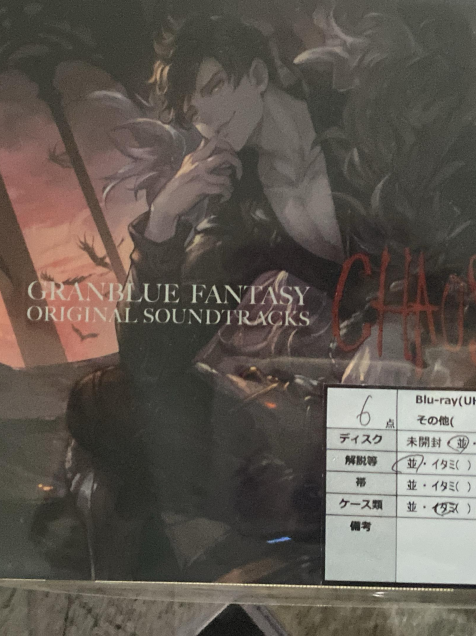 GRANBLUE FANTASY
ORIGINAL SOUNDTRACKS
CHAOS
6点
Blu-ray(UH
その他(
ディスク 未開封・並・
解説等 並・イタミ( )
帯 並・イタミ( )
ケース類 並・イタミ( )
備考